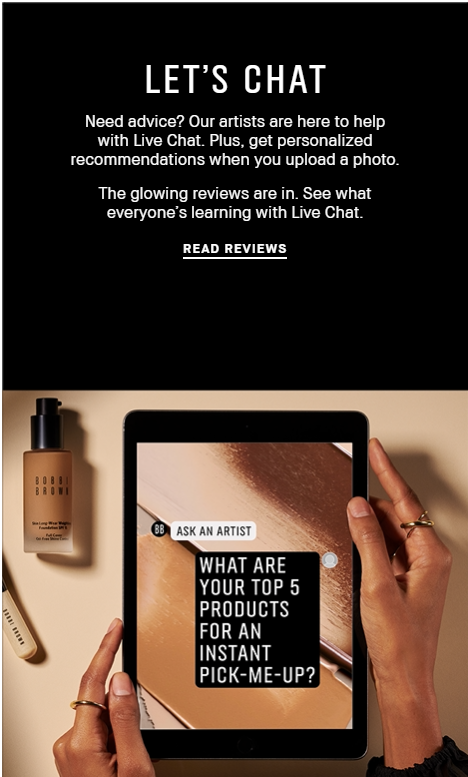 LET'S CHAT
Need advice? Our artists are here to help
with Live Chat. Plus, get personalized
recommendations when you upload a photo.
The glowing reviews are in. See what
everyone's learning with Live Chat.
READ REVIEWS
BOBBI
BROWN
Skin Long-Wear Weightless
Foundation SPF 15
BOBBI BROWN
BB
ASK AN ARTIST
WHAT ARE
YOUR TOP 5
PRODUCTS
FOR AN
INSTANT
PICK-ME-UP?